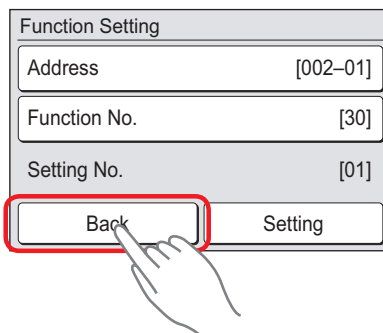 Function Setting
Address [002–01]
Function No. [30]
Setting No. [01]
Back Setting